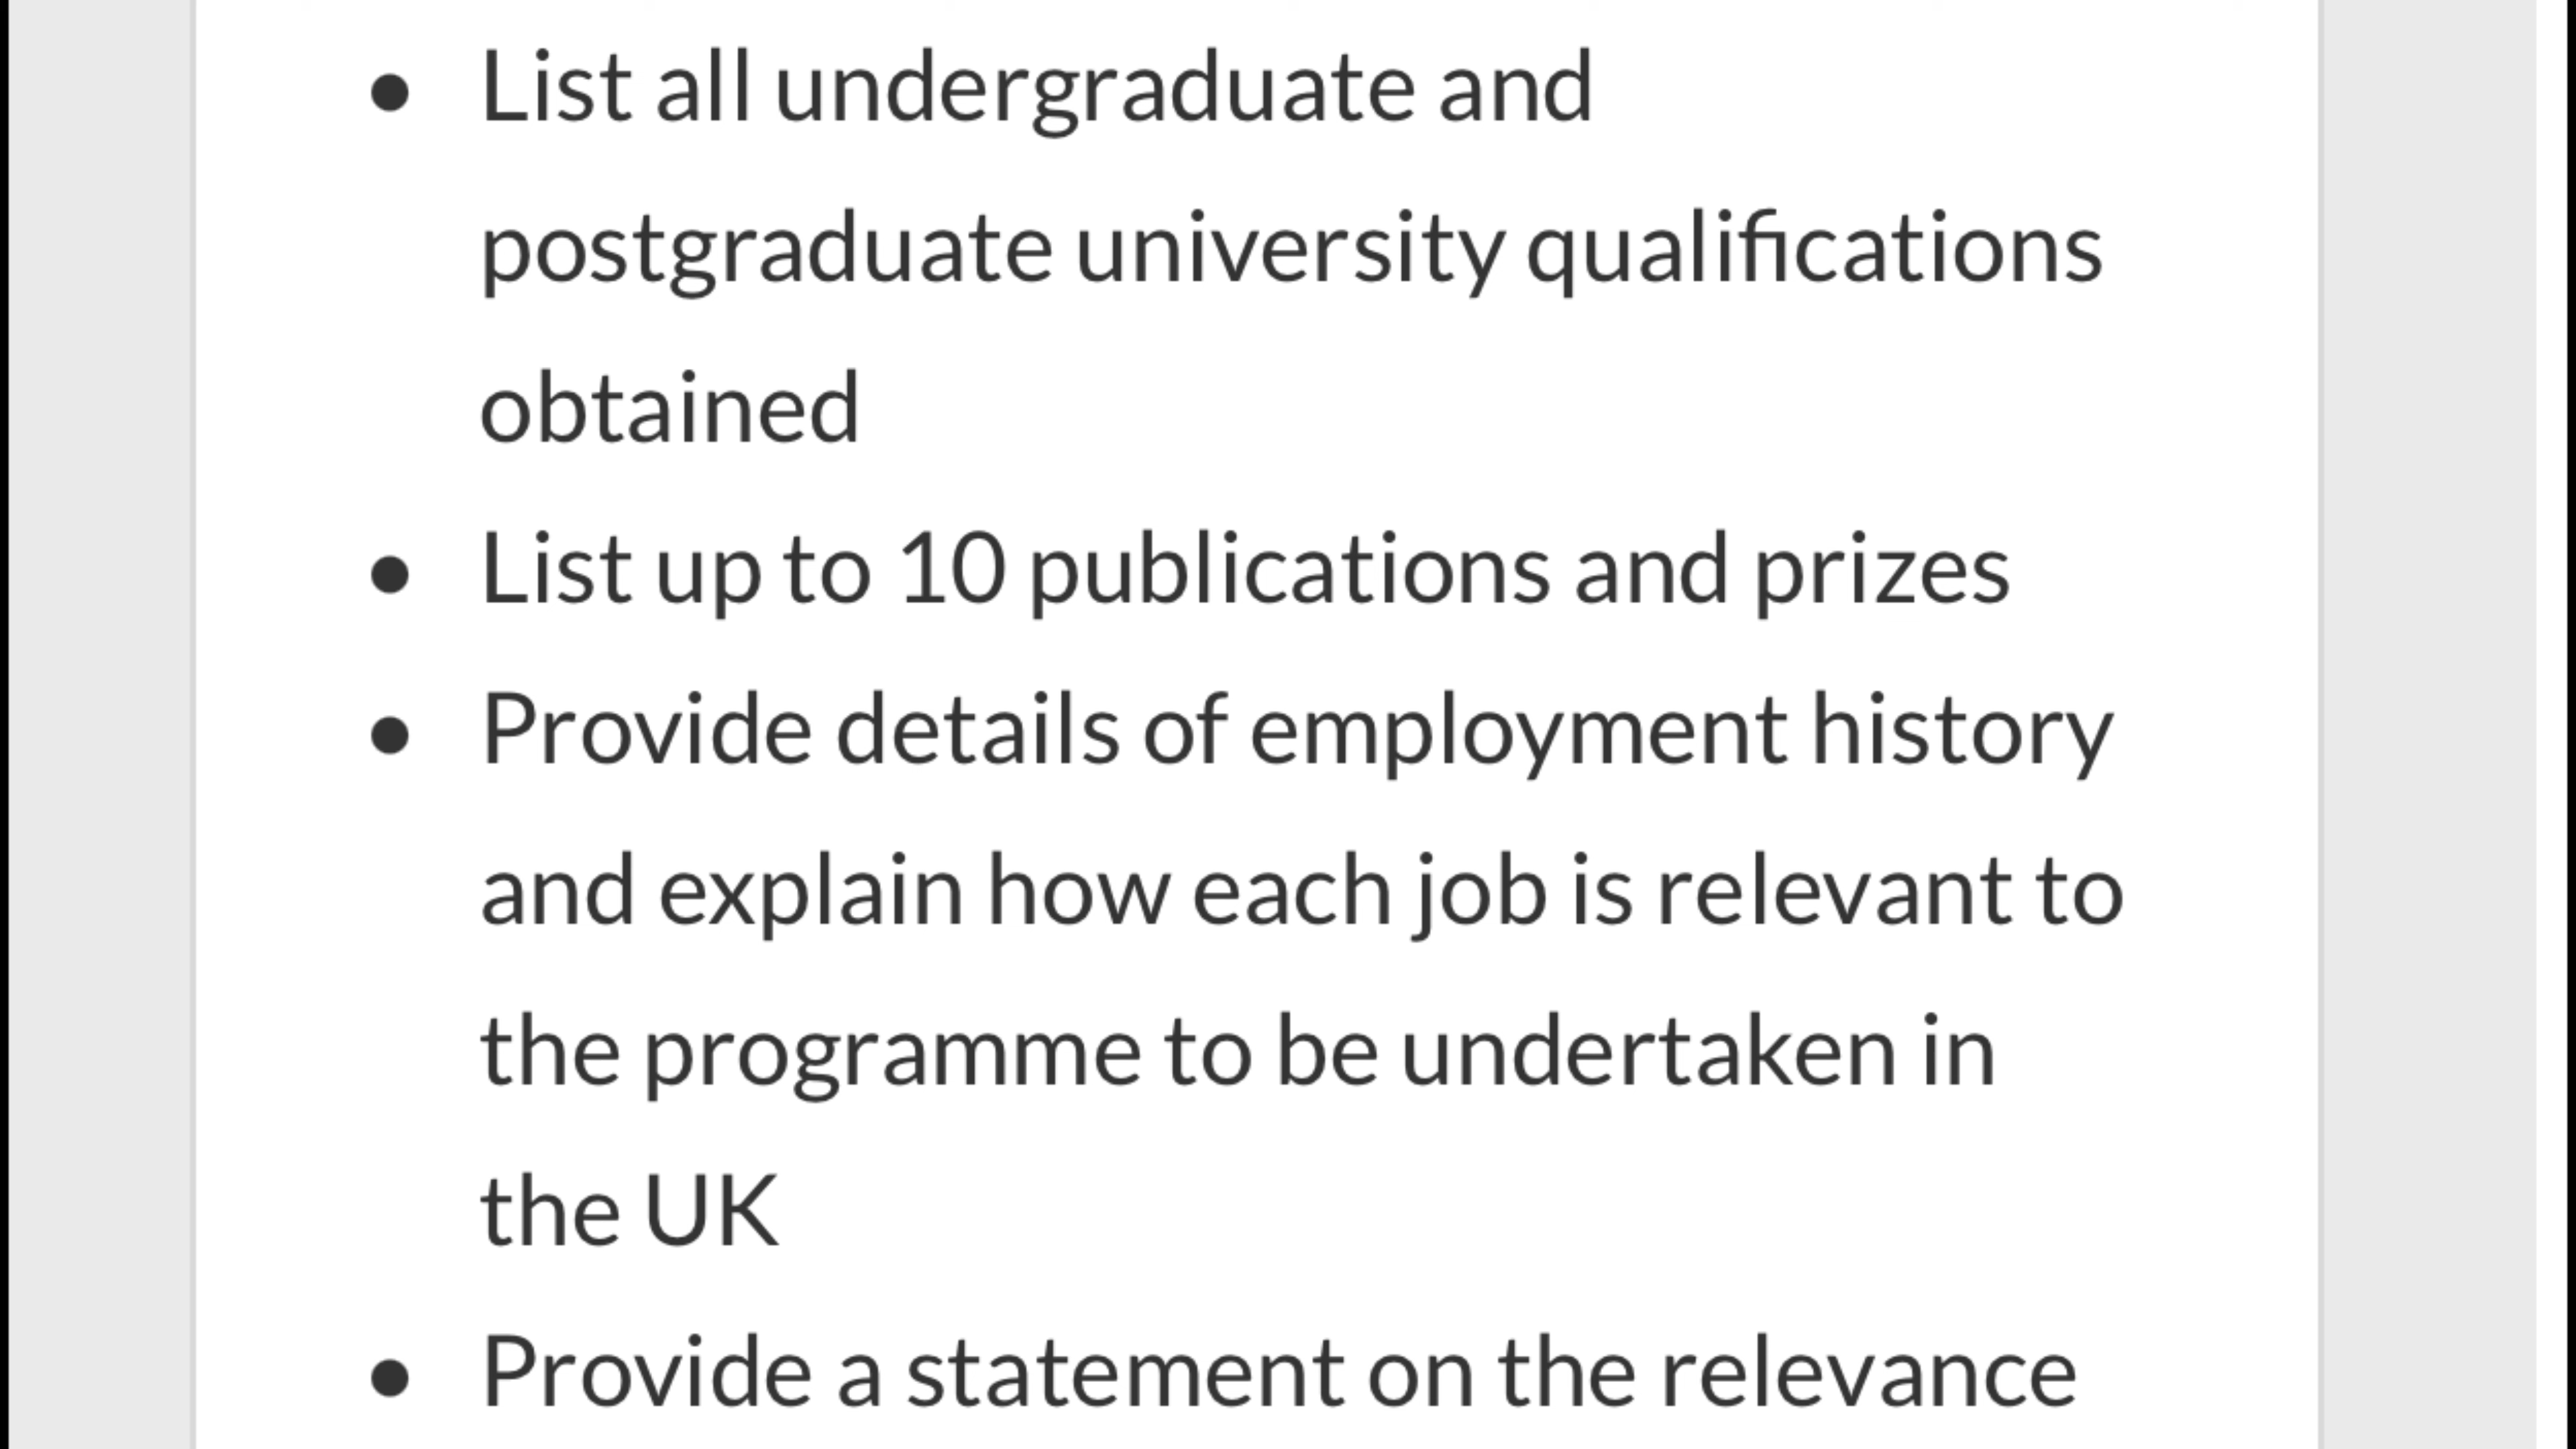 • List all undergraduate and
postgraduate university qualifications
obtained
• List up to 10 publications and prizes
• Provide details of employment history
and explain how each job is relevant to
the programme to be undertaken in
the UK
• Provide a statement on the relevance